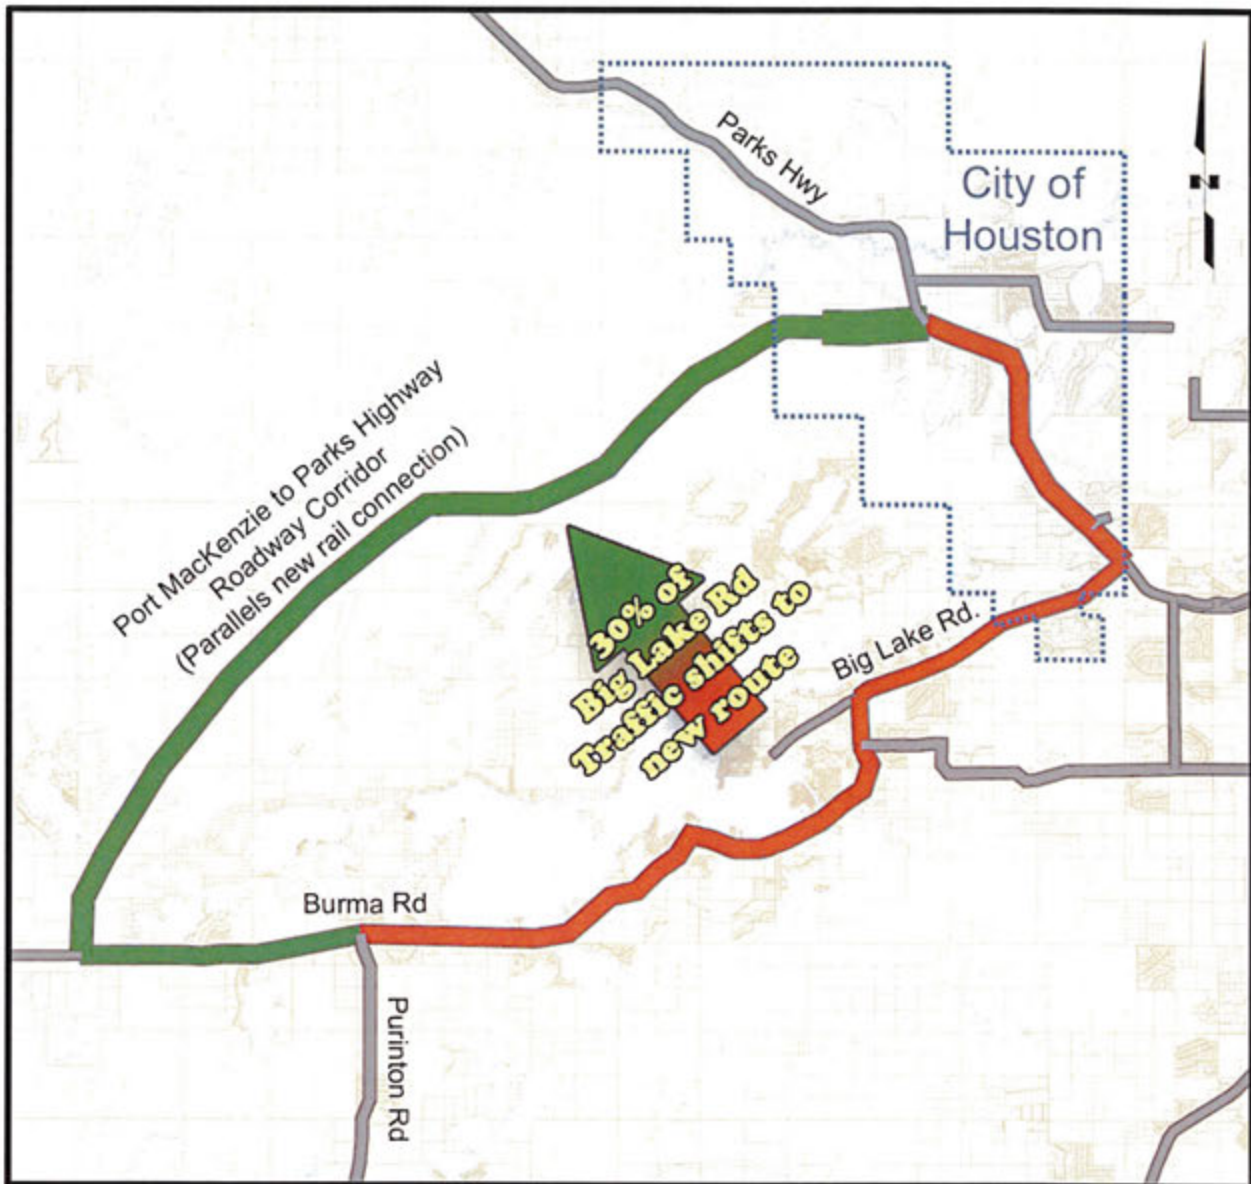 Parks Hwy
City of
Houston
Port MacKenzie to Parks Highway
Roadway Corridor
(Parallels new rail connection)
30% of
Big Lake Rd
Traffic shifts to
new route
Big Lake Rd.
Burma Rd
Purinton Rd
N